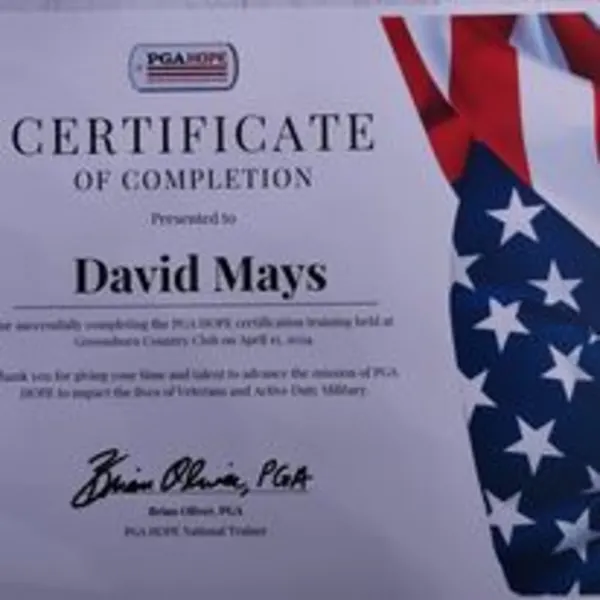 PGA HOPE
CERTIFICATE
OF COMPLETION
Presented to
David Mays
successfully completing the PGA HOPE certification training held at
Greensboro Country Club on April
thank you for giving your time and talent to advance the mission of PGA
HOPE to impact the lives of Veterans and Active Duty Military.
Brian Oliver, PGA
Brian Oliver, PGA
PGA HOPE National Trainer